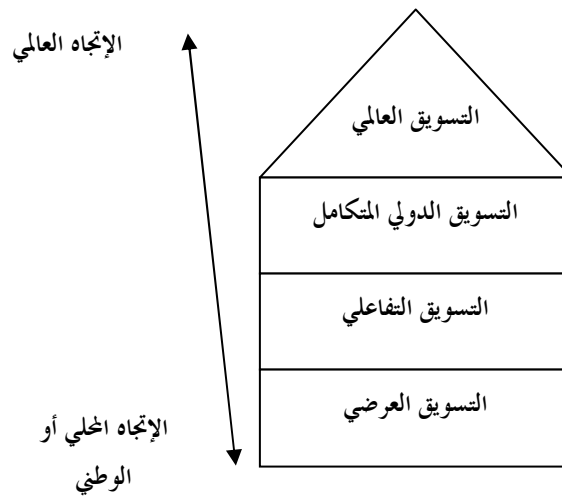 الإتجاه العالمي
التسويق العالمي
التسويق الدولي المتكامل
التسويق التفاعلي
التسويق العرضي
الإتجاه المحلي أو
الوطني